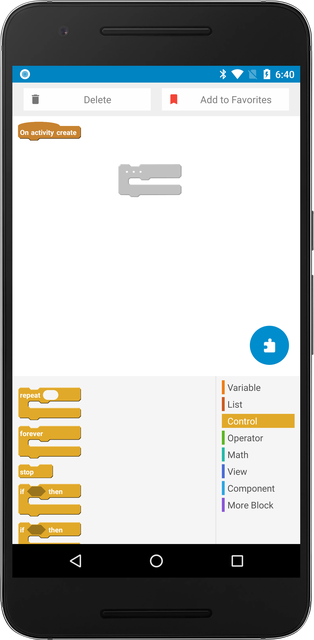 6:40
Delete
Add to Favorites
On activity create
repeat
forever
stop
if then
if then
Variable
List
Control
Operator
Math
View
Component
More Block